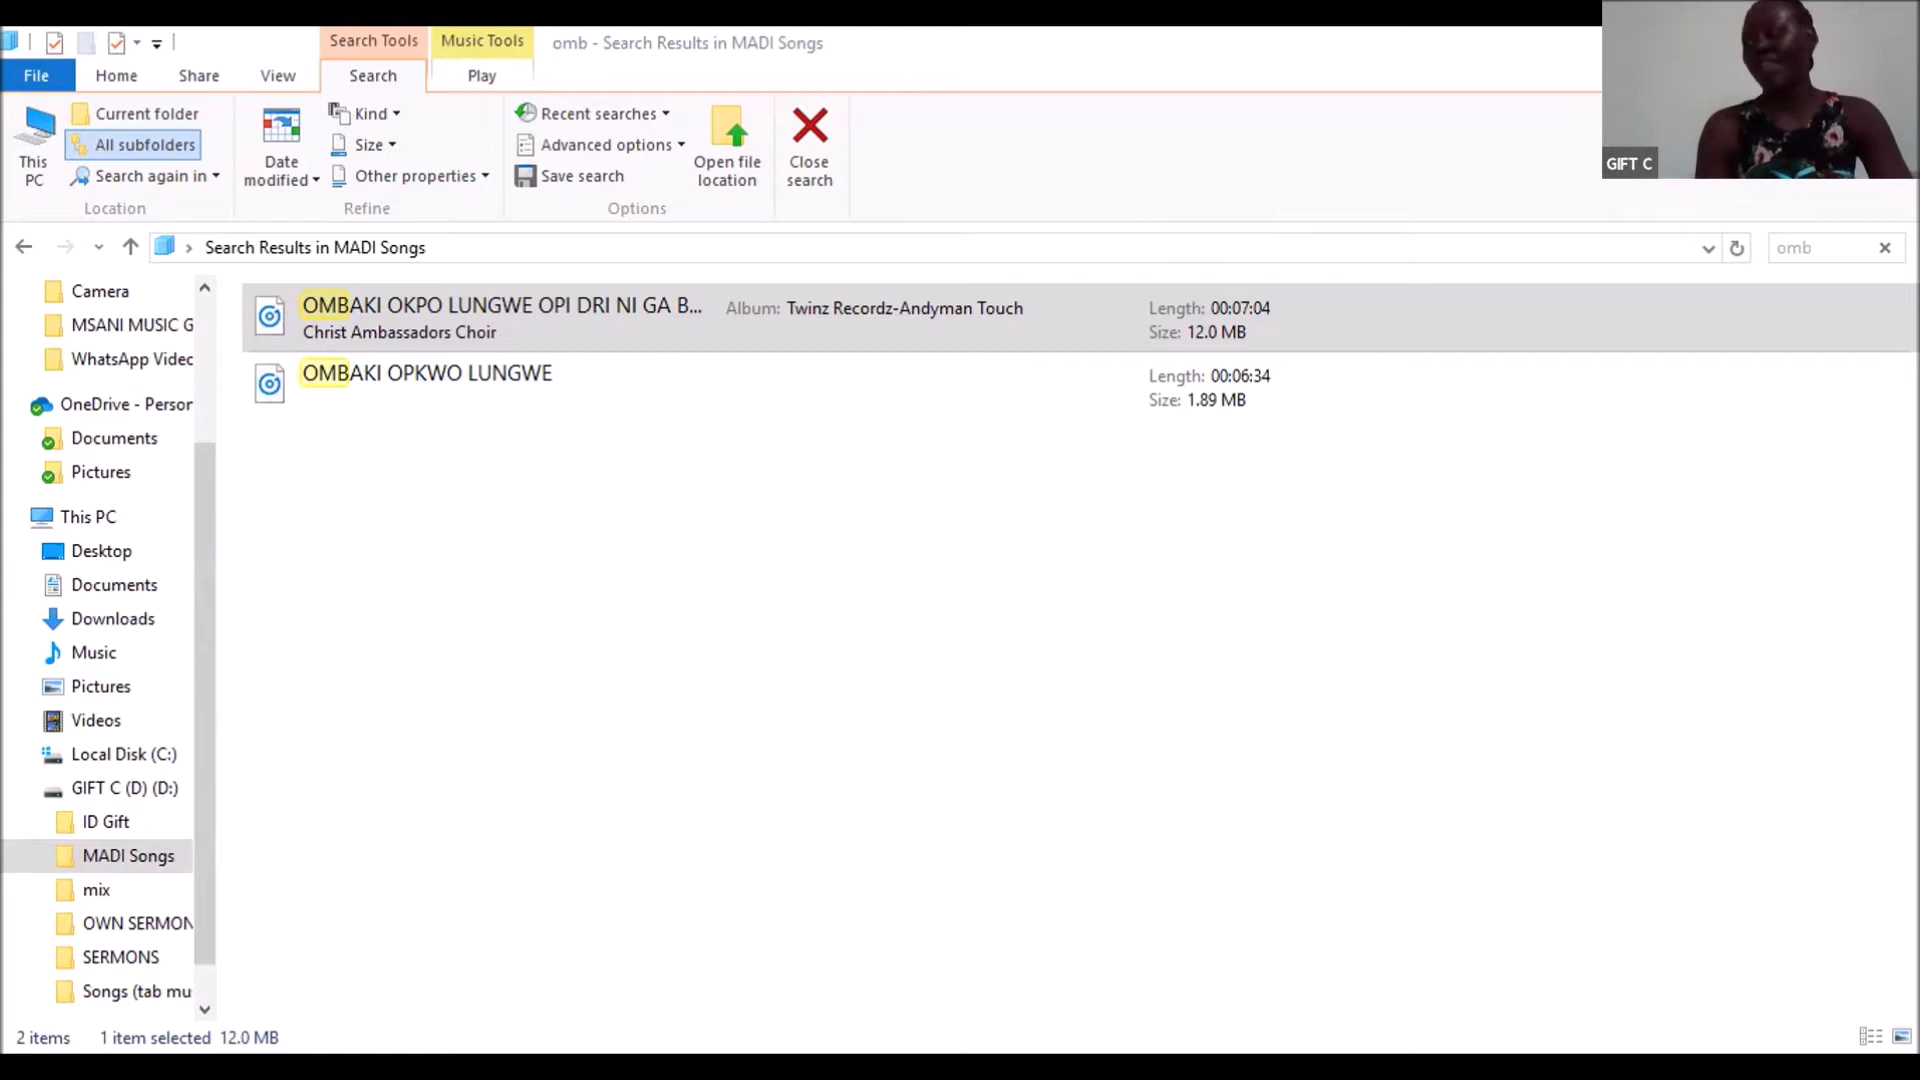 Search Tools
Music Tools
omb - Search Results in MADI Songs
File
Home
Share
View
Search
Play
This PC
Current folder
All subfolders
Search again in
Location
Date modified
Kind
Size
Other properties
Refine
Recent searches
Advanced options
Save search
Options
Open file location
Close search
GIFT C
Search Results in MADI Songs
omb
Camera
MSANI MUSIC G
WhatsApp Videc
OneDrive - Person
Documents
Pictures
This PC
Desktop
Documents
Downloads
Music
Pictures
Videos
Local Disk (C:)
GIFT C (D) (D:)
ID Gift
MADI Songs
mix
OWN SERMON
SERMONS
Songs (tab mu
OMBAKI OKPO LUNGWE OPI DRI NI GA B...
Christ Ambassadors Choir
Album: Twinz Recordz-Andyman Touch
Length: 00:07:04
Size: 12.0 MB
OMBAKI OPKWO LUNGWE
Length: 00:06:34
Size: 1.89 MB
2 items
1 item selected 12.0 MB